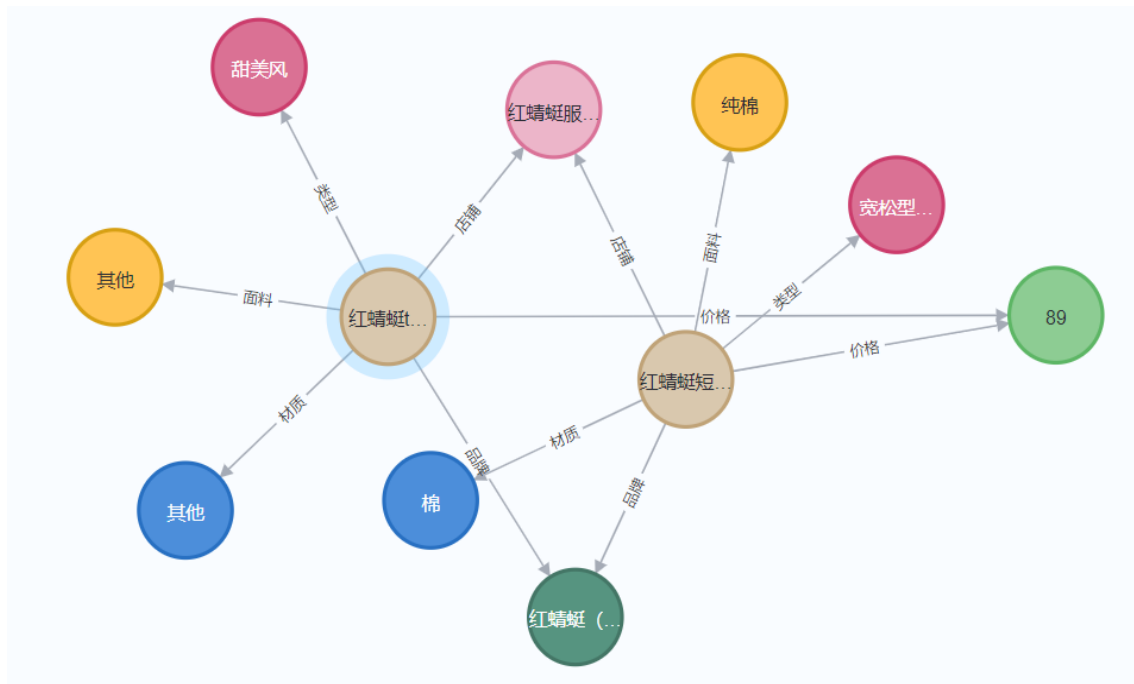 甜美风
红蜻蜓服...
纯棉
宽松型...
类型
店铺
店铺
面料
类型
其他
面料
红蜻蜓t...
价格
89
价格
红蜻蜓短...
材质
材质
品牌
品牌
其他
棉
红蜻蜓（...